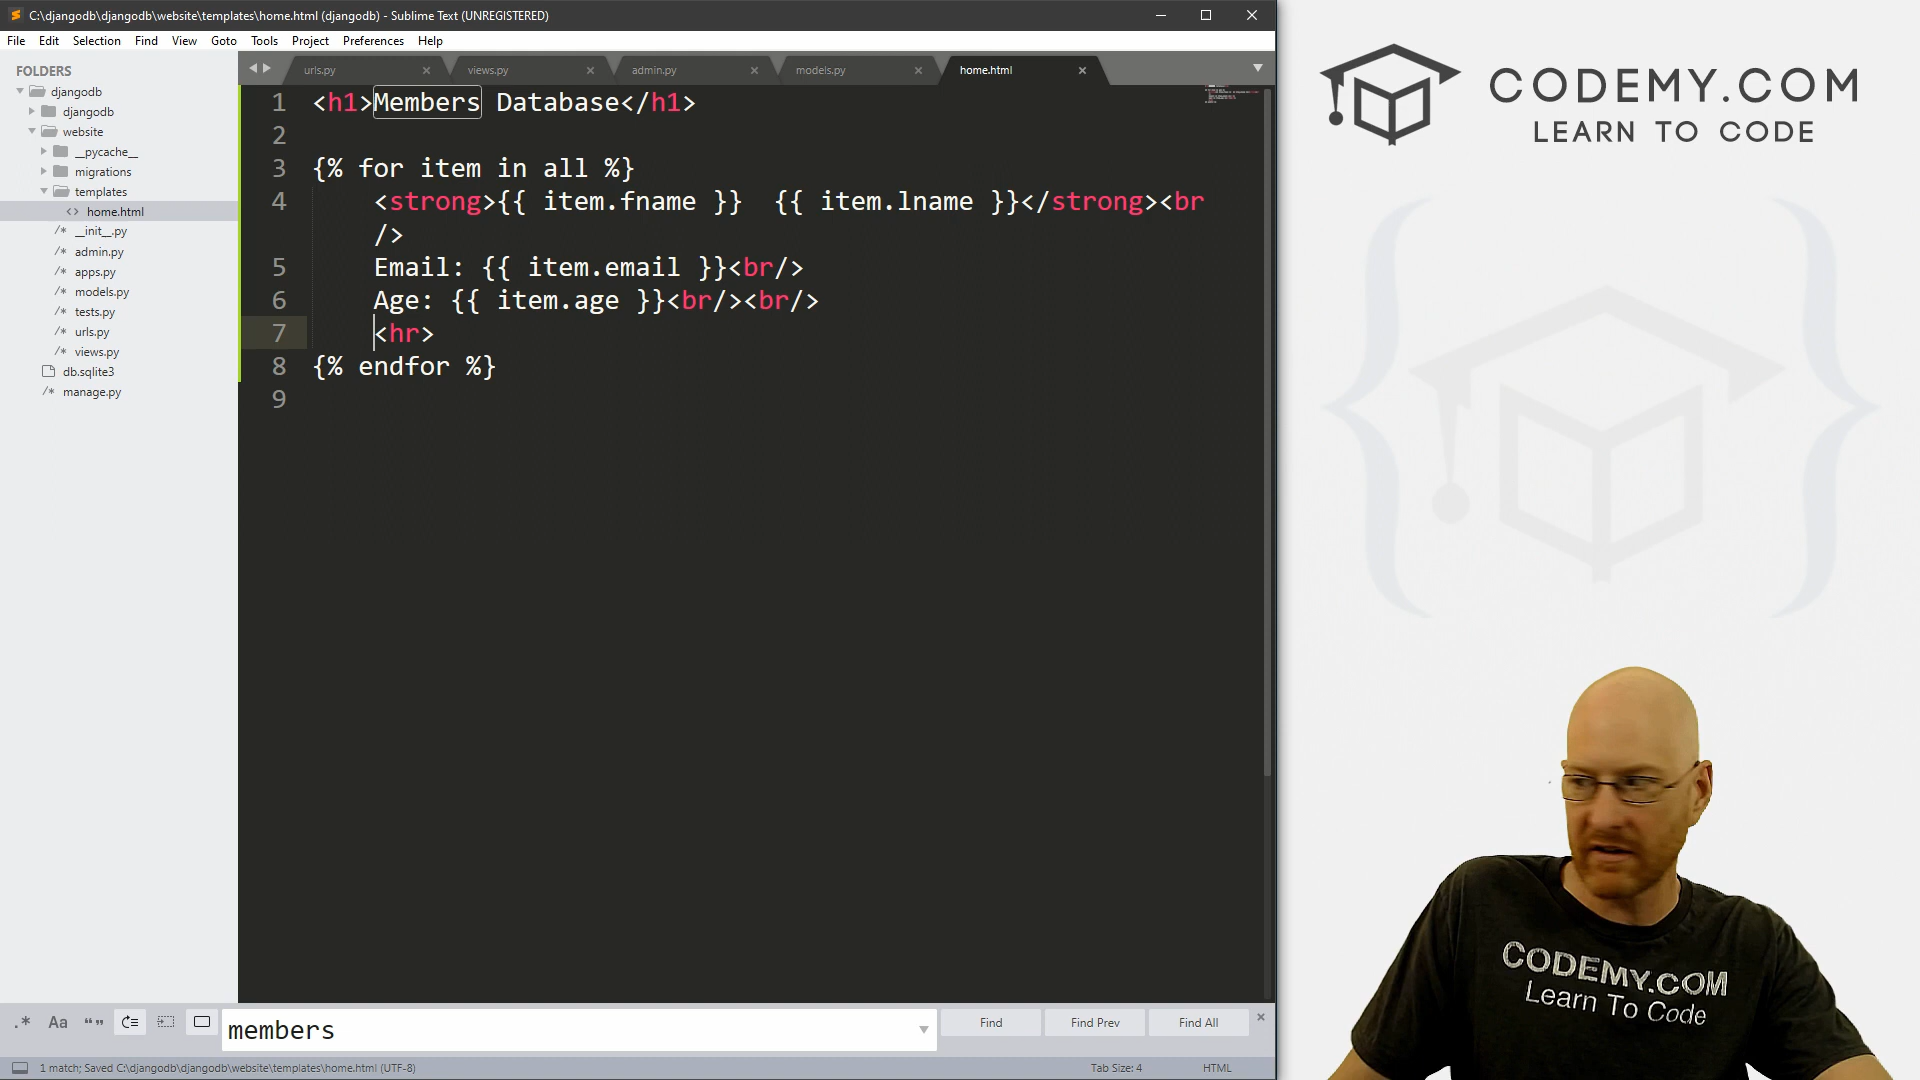 C:\djangodb\djangodb\website\templates\home.html (djangodb) - Sublime Text (UNREGISTERED)
File Edit Selection Find View Goto Tools Project Preferences Help
FOLDERS
djangodb
djangodb
website
__pycache__
migrations
templates
<> home.html
/* __init__.py
/* admin.py
/* apps.py
/* models.py
/* tests.py
/* urls.py
/* views.py
db.sqlite3
/* manage.py
urls.py views.py admin.py models.py home.html
1 <h1>Members Database</h1>
2
3 {% for item in all %}
4 <strong>{{ item.fname }} {{ item.lname }}</strong><br
/>
5 Email: {{ item.email }}<br/>
6 Age: {{ item.age }}<br/><br/>
7 <hr>
8 {% endfor %}
9
.* Aa “” members Find Find Prev Find All
1 match; Saved C:\djangodb\djangodb\website\templates\home.html (UTF-8) Tab Size: 4 HTML
CODEMY.COM
LEARN TO CODE
CODEMY.COM
Learn To Code